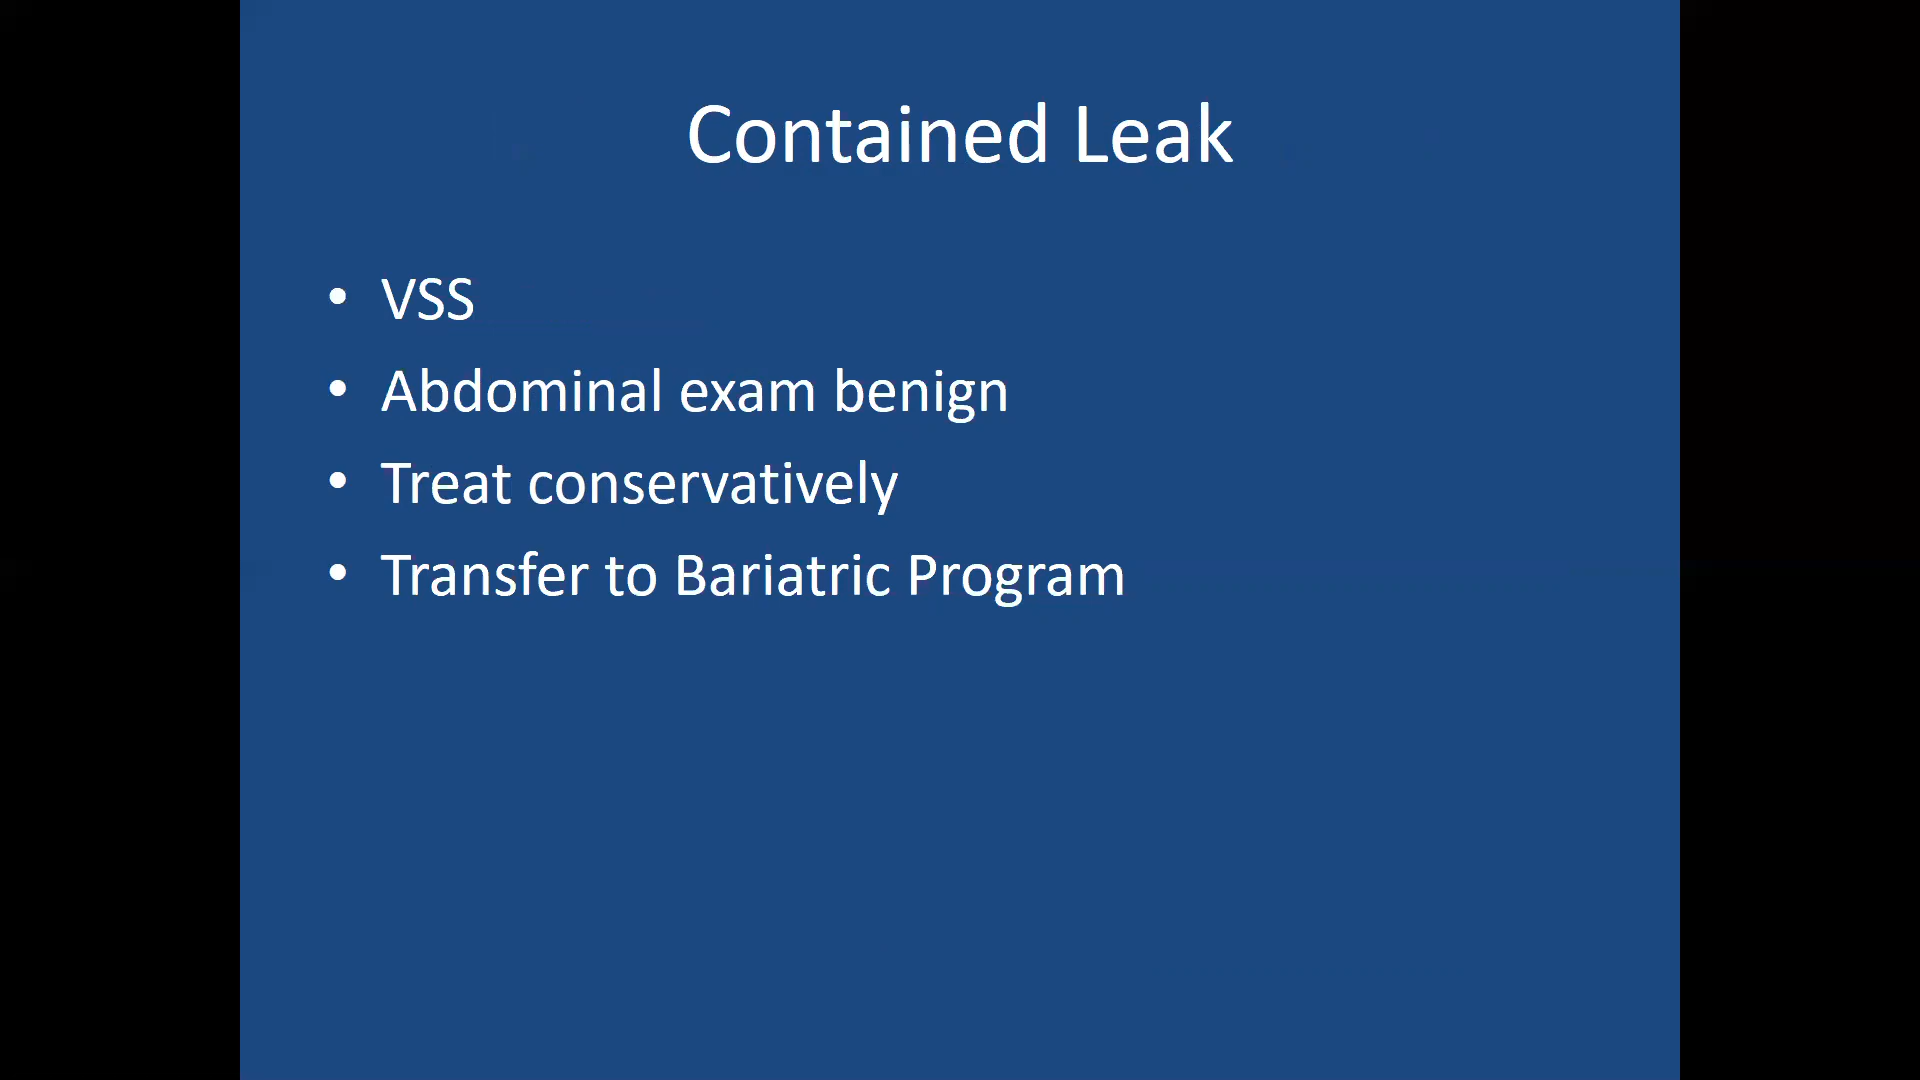 Contained Leak
• VSS
• Abdominal exam benign
• Treat conservatively
• Transfer to Bariatric Program